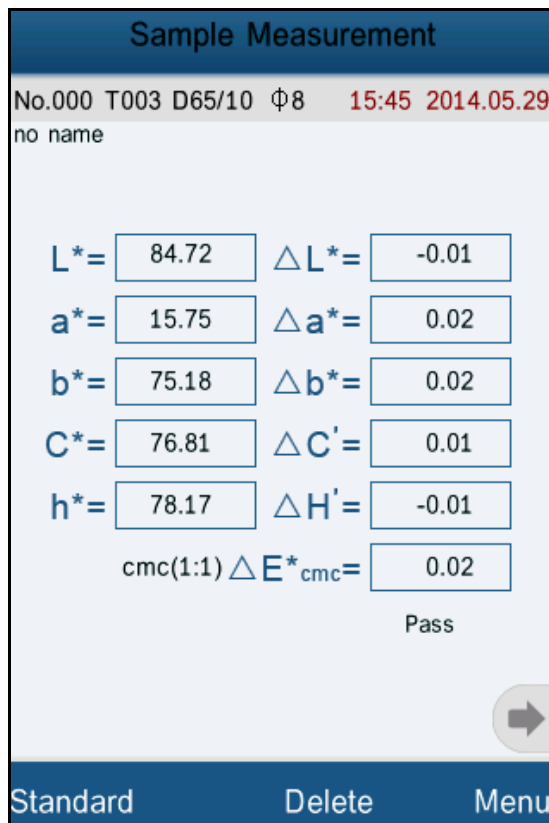 Sample Measurement
No.000 T003 D65/10 Φ8 15:45 2014.05.29
no name
L*= 84.72 △L*= -0.01
a*= 15.75 △a*= 0.02
b*= 75.18 △b*= 0.02
C*= 76.81 △C'= 0.01
h*= 78.17 △H'= -0.01
cmc(1:1) △E*cmc= 0.02
Pass
Standard Delete Menu